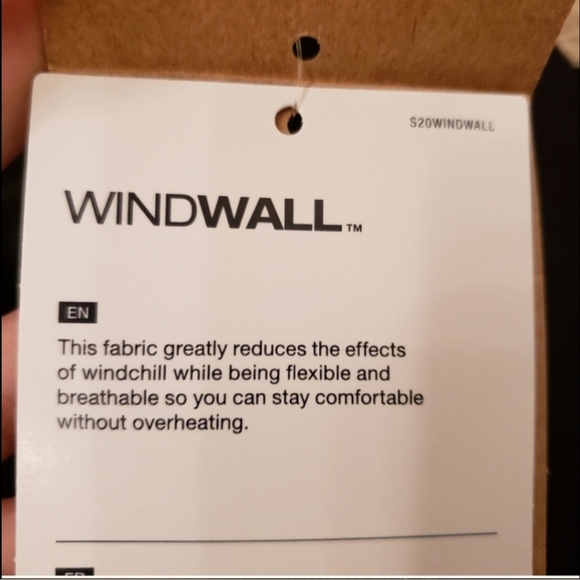 S20WINDWALL
WINDWALL™
EN
This fabric greatly reduces the effects
of windchill while being flexible and
breathable so you can stay comfortable
without overheating.